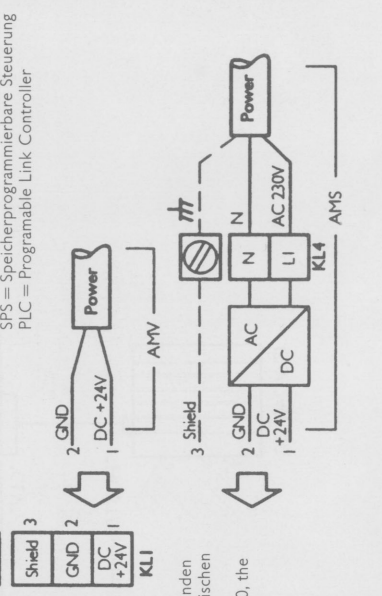 SPS = Speicherprogrammierbare Steuerung
PLC = Programable Link Controller
Shield 3
GND 2
DC +24V 1
KL1
2 GND
1 DC +24V
Power
AMV
3 Shield
2 GND
1 DC +24V
AC
DC
N
L1
KL4
N
AC 230V
Power
AMS
nden
ischen
0, the